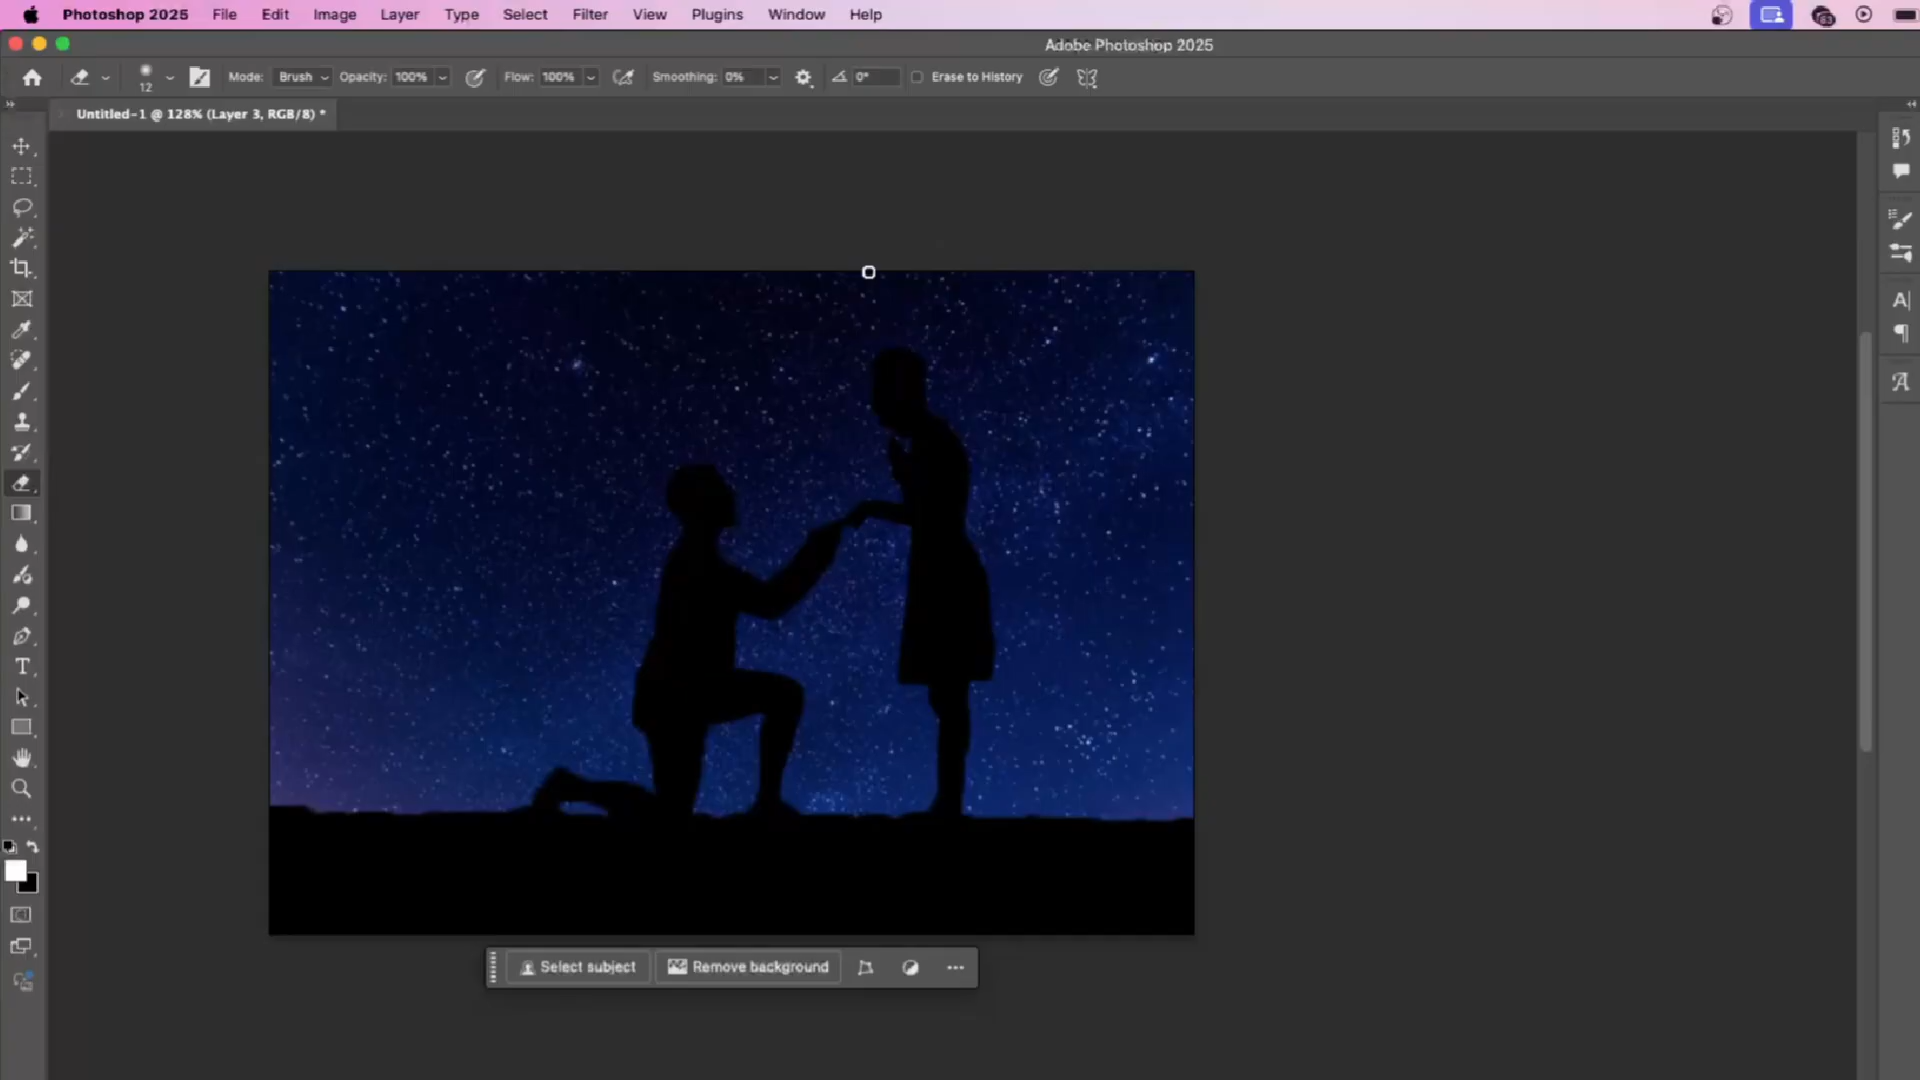 Photoshop 2025 File Edit Image Layer Type Select Filter View Plugins Window Help
Adobe Photoshop 2025
12 Mode: Brush Opacity: 100% Flow: 100% Smoothing: 0% 0° Erase to History
Untitled-1 @ 128% (Layer 3, RGB/8) *
Select subject Remove background